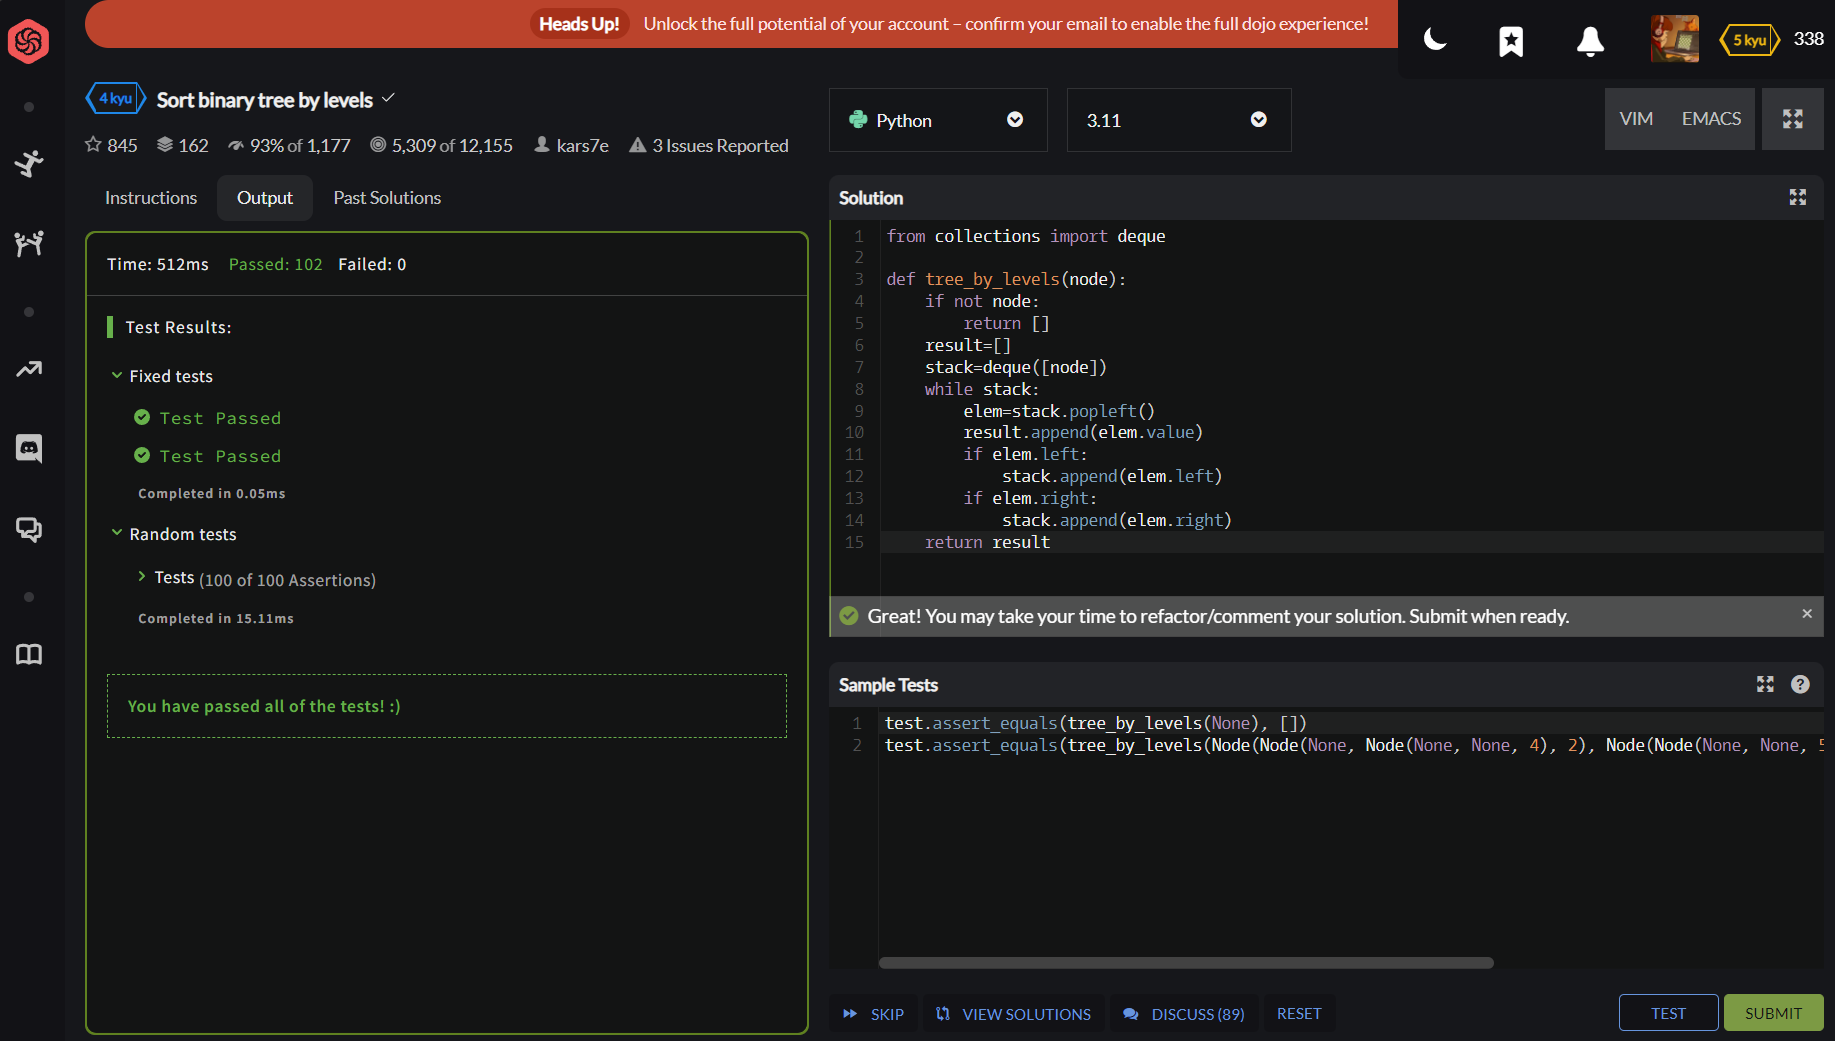 Heads Up! Unlock the full potential of your account – confirm your email to enable the full dojo experience!
5 kyu 338
4 kyu Sort binary tree by levels
845 162 93% of 1,177 5,309 of 12,155 kars7e 3 Issues Reported
Instructions Output Past Solutions
Time: 512ms Passed: 102 Failed: 0
Test Results:
Fixed tests
Test Passed
Test Passed
Completed in 0.05ms
Random tests
Tests (100 of 100 Assertions)
Completed in 15.11ms
You have passed all of the tests! :)
Python 3.11 VIM EMACS
Solution
1 from collections import deque
2
3 def tree_by_levels(node):
4 if not node:
5 return []
6 result=[]
7 stack=deque([node])
8 while stack:
9 elem=stack.popleft()
10 result.append(elem.value)
11 if elem.left:
12 stack.append(elem.left)
13 if elem.right:
14 stack.append(elem.right)
15 return result
Great! You may take your time to refactor/comment your solution. Submit when ready.
Sample Tests
1 test.assert_equals(tree_by_levels(None), [])
2 test.assert_equals(tree_by_levels(Node(Node(None, Node(None, None, 4), 2), Node(Node(None, None, 5
SKIP VIEW SOLUTIONS DISCUSS (89) RESET TEST SUBMIT